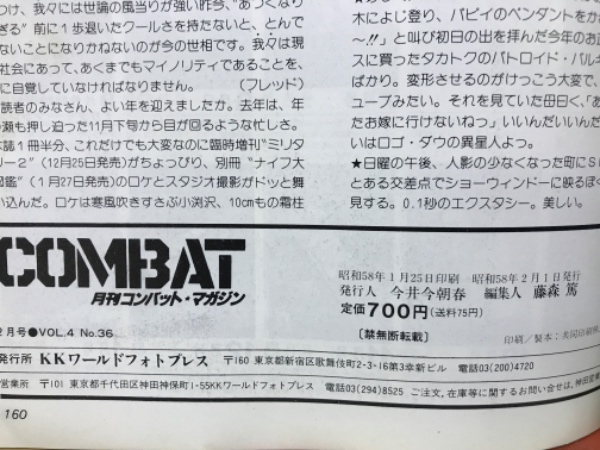 つけ、我々には世論の風当りが強い昨今、"あつくなり
ぎる"前に1歩退いたクールさを持たないと、とんで
ないことになりかねないのが今の世相です。我々は現
社会にあって、あくまでもマイノリティであることを、
に自覚していなければなりません。　(フレッド)
読者のみなさん、よい年を迎えましたか。去年は、年
瀬も押し迫った11月下旬から目が回るような忙しさ。
誌1冊半分、これだけでも大変なのに臨時増刊"ミリタ
リー2"(12月25日発売)がちょっぴり、別冊"ナイフ大
図鑑"(1月27日発売)のロケとスタジオ撮影がドッと舞
い込んだ。ロケは寒風吹きすさぶ小渕沢、10cmもの霜柱
木によじ登り、パピイのペンダントをか
〜!!」と叫び初日の出を拝んだ今年のお正
スに買ったタカトクのバトロイド・バルキ
ばかり。変形させるのがけっこう大変で、
ューブみたい。それを見ていた母曰く、「あ
たお嫁に行けないねっ」いいんだいいんだ
いはロゴ・ダウの異星人よっ。
★日曜の午後、人影の少なくなった町にS
とある交差点でショーウィンドーに映るぼく
見する。0.1秒のエクスタシー。美しい。
COMBAT
月刊コンバット・マガジン
2月号●VOL.4 No.36
昭和58年1月25日印刷　昭和58年2月1日発行
発行人　今井今朝春　編集人　藤森 篤
定価700円(送料75円)
〔禁無断転載〕
印刷/製本:共同印刷
発行所 KKワールドフォトプレス　〒160 東京都新宿区歌舞伎町2-3-16第3幸新ビル　電話03(200)4720
営業所　〒101 東京都千代田区神田神保町1-55KKワールドフォトプレス　電話03(294)8525 ご注文、在庫等に関するお問い合せは、神田営業
160